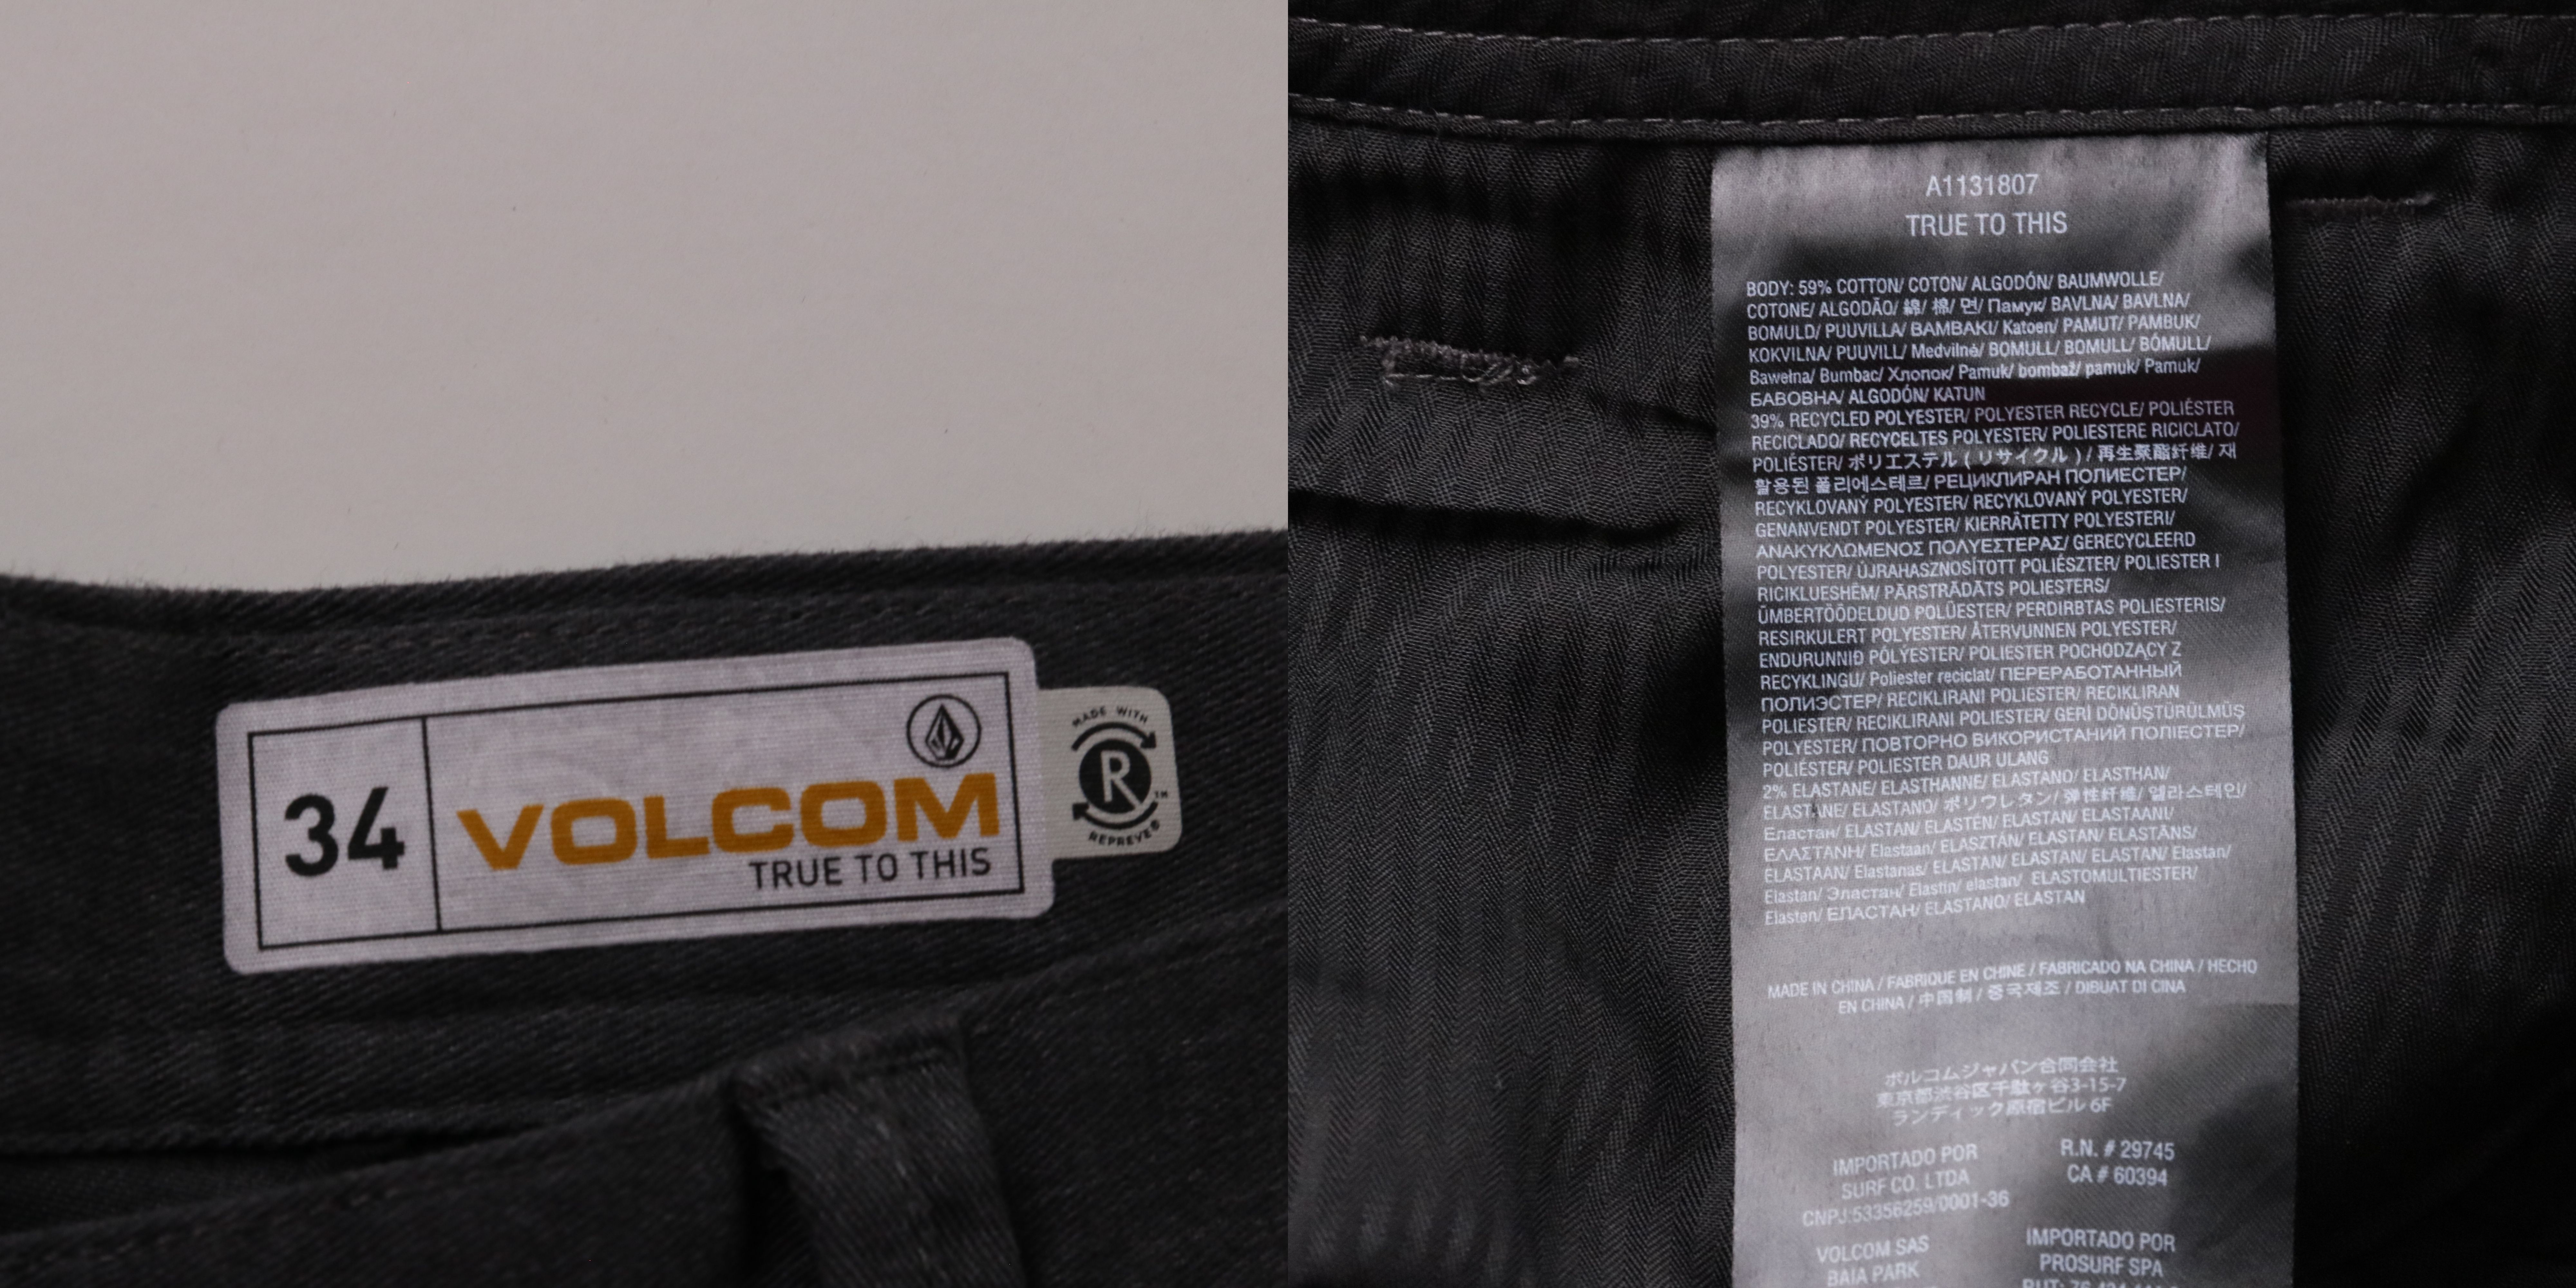 34
VOLCOM
TRUE TO THIS
MADE WITH
R
™
REPREVE®
A1131807
TRUE TO THIS
BODY: 59% COTTON/ COTON/ ALGODÓN/ BAUMWOLLE/
COTONE/ ALGODÃO/ 綿/ 棉/ 면/ Памук/ BAVLNA/ BAVLNA/
BOMULD/ PUUVILLA/ BAMBAKI/ Katoen/ PAMUT/ PAMBUK/
KOKVILNA/ PUUVILL/ Medvilnė/ BOMULL/ BOMULL/ BÓMULL/
Bawełna/ Bumbac/ Хлопок/ Pamuk/ bombaž/ pamuk/ Pamuk/
БАВОВНА/ ALGODÓN/ KATUN
39% RECYCLED POLYESTER/ POLYESTER RECYCLE/ POLIÉSTER
RECICLADO/ RECYCELTES POLYESTER/ POLIESTERE RICICLATO/
POLIÉSTER/ ポリエステル ( リサイクル ) / 再生聚酯纤维/ 재
활용된 폴리에스테르/ РЕЦИКЛИРАН ПОЛИЕСТЕР/
RECYKLOVANÝ POLYESTER/ RECYKLOVANÝ POLYESTER/
GENANVENDT POLYESTER/ KIERRÄTETTY POLYESTERI/
ΑΝΑΚΥΚΛΩΜΕΝΟΣ ΠΟΛΥΕΣΤΕΡΑΣ/ GERECYCLEERD
POLYESTER/ ÚJRAHASZNOSÍTOTT POLIÉSZTER/ POLIESTER I
RICIKLUESHËM/ PĀRSTRĀDĀTS POLIESTERS/
ÜMBERTÖÖDELDUD POLÜESTER/ PERDIRBTAS POLIESTERIS/
RESIRKULERT POLYESTER/ ÅTERVUNNEN POLYESTER/
ENDURUNNIÐ PÓLÝESTER/ POLIESTER POCHODZĄCY Z
RECYKLINGU/ Poliester reciclat/ ПЕРЕРАБОТАННЫЙ
ПОЛИЭСТЕР/ RECIKLIRANI POLIESTER/ RECIKLIRAN
POLIESTER/ RECIKLIRANI POLIESTER/ GERİ DÖNÜŞTÜRÜLMÜŞ
POLYESTER/ ПОВТОРНО ВИКОРИСТАНИЙ ПОЛІЕСТЕР/
POLIÉSTER/ POLIESTER DAUR ULANG
2% ELASTANE/ ELASTHANNE/ ELASTANO/ ELASTHAN/
ELASTANE/ ELASTANO/ ポリウレタン/ 弹性纤维/ 엘라스테인/
Еластан/ ELASTAN/ ELASTÉN/ ELASTAN/ ELASTAANI/
ΕΛΑΣΤΑΝΗ/ Elastaan/ ELASZTÁN/ ELASTAN/ ELASTĀNS/
ELASTAAN/ Elastanas/ ELASTAN/ ELASTAN/ ELASTAN/ Elastan/
Elastan/ Эластан/ Elastin/ elastan/ ELASTOMULTIESTER/
Elasten/ ЕЛАСТАН/ ELASTANO/ ELASTAN
MADE IN CHINA / FABRIQUE EN CHINE / FABRICADO NA CHINA / HECHO
EN CHINA / 中国制 / 중국제조 / DIBUAT DI CINA
ボルコムジャパン合同会社
東京都渋谷区千駄ヶ谷3-15-7
ランディック原宿ビル 6F
IMPORTADO POR
SURF CO. LTDA
CNPJ:53356259/0001-36
R.N. # 29745
CA # 60394
VOLCOM SAS
BAIA PARK
IMPORTADO POR
PROSURF SPA